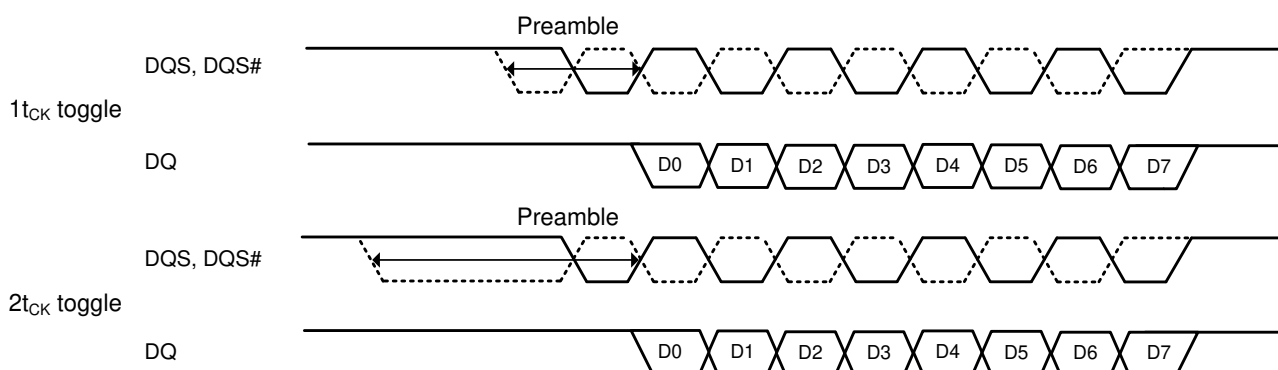 Preamble
DQS, DQS#
1tCK toggle
DQ
D0 D1 D2 D3 D4 D5 D6 D7
Preamble
DQS, DQS#
2tCK toggle
DQ
D0 D1 D2 D3 D4 D5 D6 D7